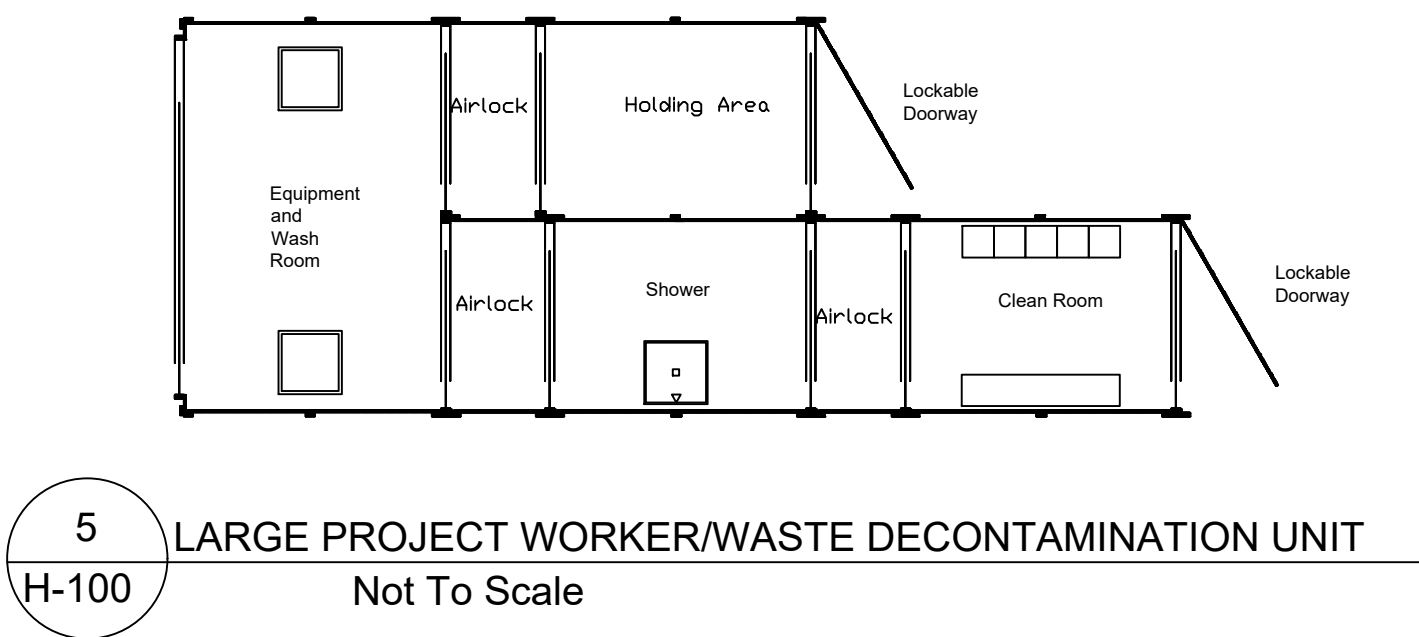 Airlock
Holding Area
Lockable
Doorway
Equipment
and
Wash
Room
Airlock
Shower
Airlock
Clean Room
Lockable
Doorway
5
LARGE PROJECT WORKER/WASTE DECONTAMINATION UNIT
H-100
Not To Scale